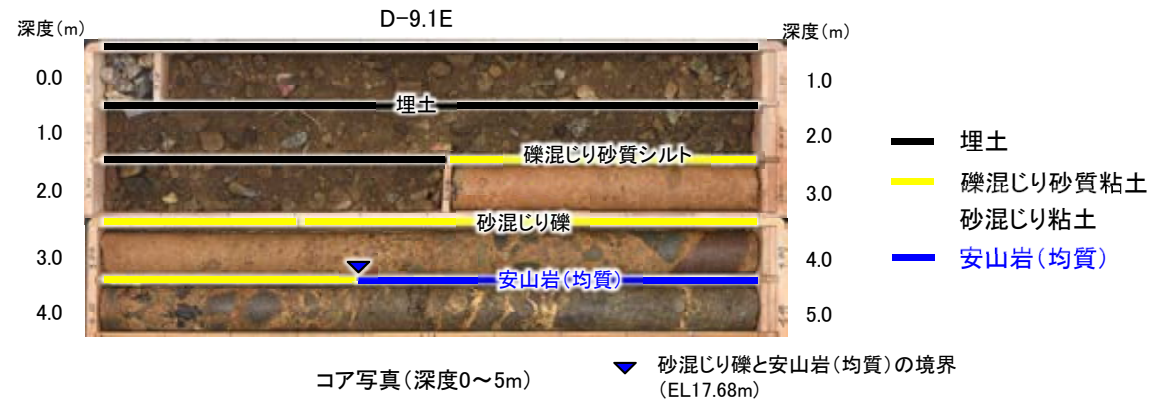 D-9.1E
深度(m)
深度(m)
0.0
1.0
埋土
1.0
2.0
礫混じり砂質シルト
2.0
3.0
砂混じり礫
3.0
4.0
安山岩(均質)
4.0
5.0
埋土
礫混じり砂質粘土
砂混じり粘土
安山岩(均質)
コア写真(深度0~5m)
砂混じり礫と安山岩(均質)の境界
(EL17.68m)